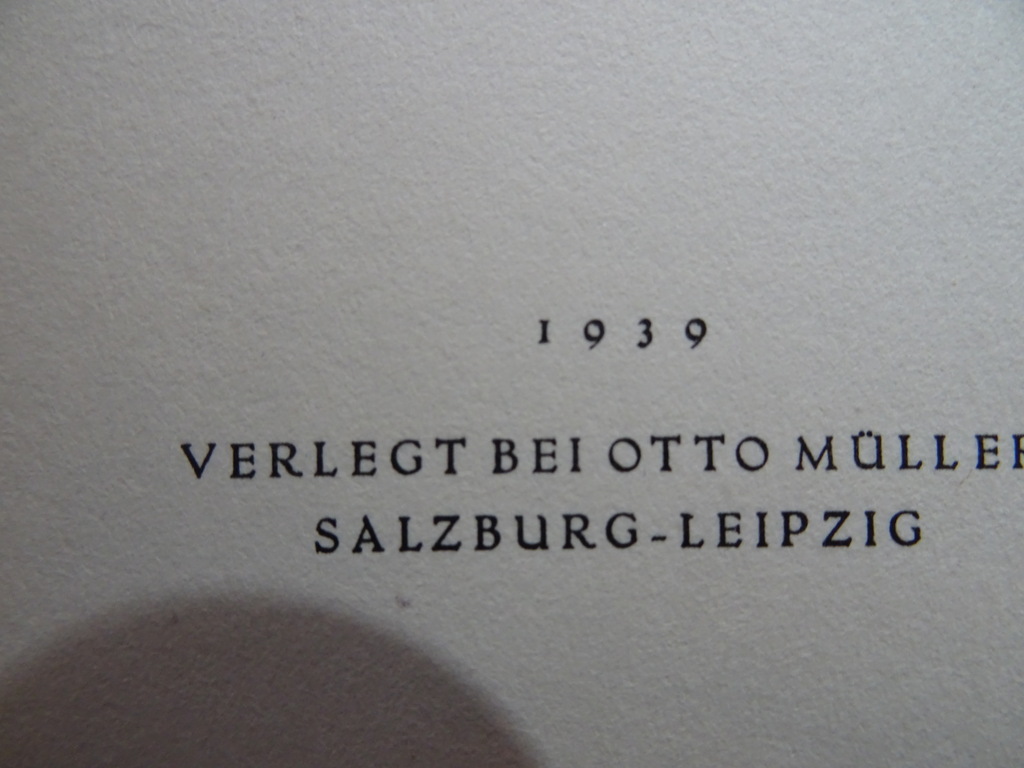 1939
VERLEGT BEI OTTO MÜLLER
SALZBURG-LEIPZIG